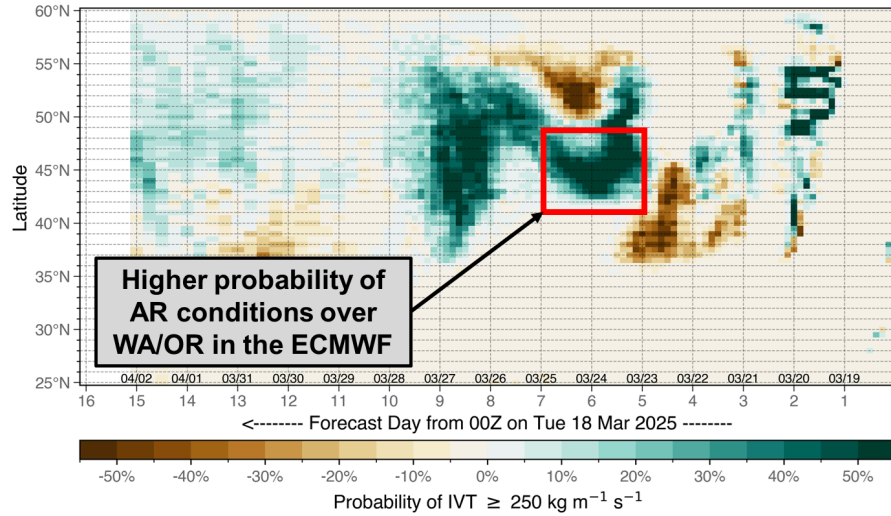 60°N
55°N
50°N
45°N
40°N
35°N
30°N
25°N
Latitude
Higher probability of
AR conditions over
WA/OR in the ECMWF
04/02 04/01 03/31 03/30 03/29 03/28 03/27 03/26 03/25 03/24 03/23 03/22 03/21 03/20 03/19
16 15 14 13 12 11 10 9 8 7 6 5 4 3 2 1
<-------- Forecast Day from 00Z on Tue 18 Mar 2025 --------
-50% -40% -30% -20% -10% 0% 10% 20% 30% 40% 50%
Probability of IVT ≥ 250 kg m⁻¹ s⁻¹